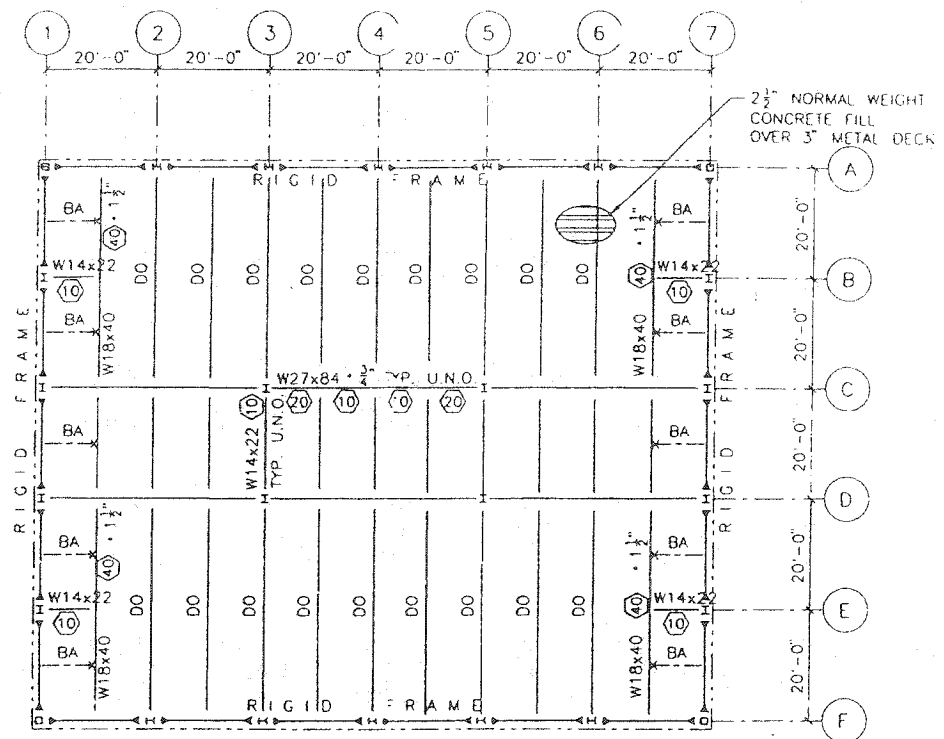 1 2 3 4 5 6 7
20'-0" 20'-0" 20'-0" 20'-0" 20'-0" 20'-0"
2½" NORMAL WEIGHT
CONCRETE FILL
OVER 3" METAL DECK
A
RIGID FRAME
BA
40 • 1½"
40 • 1½"
BA
20'-0"
W14x22
10
DO DO DO DO DO DO DO DO DO
W14x22
10
B
BA
W18x40
W18x40
BA
20'-0"
RIGID FRAME
RIGID FRAME
W27x84 • ¾" TYP. U.N.O.
C
10
20 10 20
W14x22
TYP. U.N.O.
BA
BA
20'-0"
D
BA
40 • 1½"
40 • 1½"
BA
20'-0"
W14x22
10
DO DO DO DO DO DO DO DO DO
W14x22
10
E
BA
W18x40
W18x40
BA
20'-0"
RIGID FRAME
F